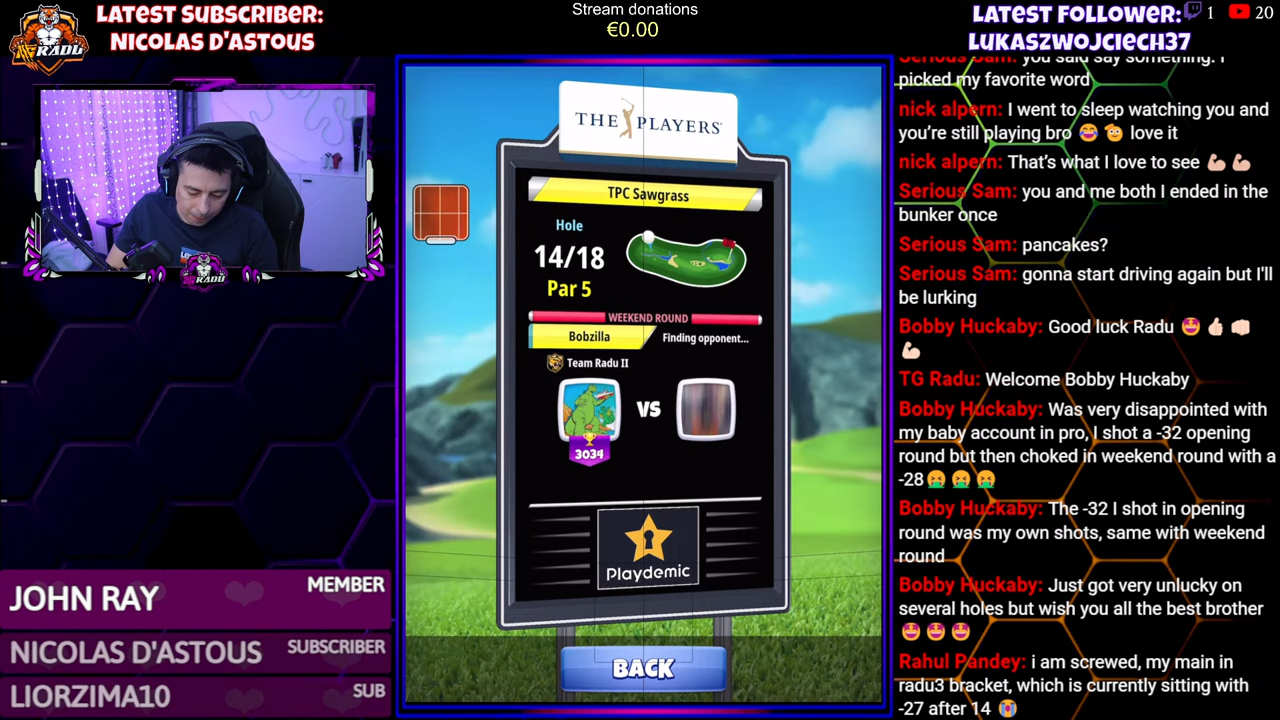 LATEST SUBSCRIBER:
NICOLAS D'ASTOUS
RADU
Stream donations
€0.00
LATEST FOLLOWER:
LUKASZWOJCIECH37
1
20
RADU
THE PLAYERS
TPC Sawgrass
Hole
14/18
Par 5
WEEKEND ROUND
Bobzilla
Finding opponent...
Team Radu II
VS
3034
Playdemic
BACK
JOHN RAY
MEMBER
NICOLAS D'ASTOUS
SUBSCRIBER
LIORZIMA10
SUB
Serious Sam: you said say something. I
picked my favorite word
nick alpern: I went to sleep watching you and
you're still playing bro 😂 🫡 love it
nick alpern: That's what I love to see 💪🏻 💪🏻
Serious Sam: you and me both I ended in the
bunker once
Serious Sam: pancakes?
Serious Sam: gonna start driving again but I'll
be lurking
Bobby Huckaby: Good luck Radu 🤩 👍🏻 👊🏻
💪🏻
TG Radu: Welcome Bobby Huckaby
Bobby Huckaby: Was very disappointed with
my baby account in pro, I shot a -32 opening
round but then choked in weekend round with a
-28 🤮 🤮 🤮
Bobby Huckaby: The -32 I shot in opening
round was my own shots, same with weekend
round
Bobby Huckaby: Just got very unlucky on
several holes but wish you all the best brother
🤩 🤩 🤩
Rahul Pandey: i am screwed, my main in
radu3 bracket, which is currently sitting with
-27 after 14 😭